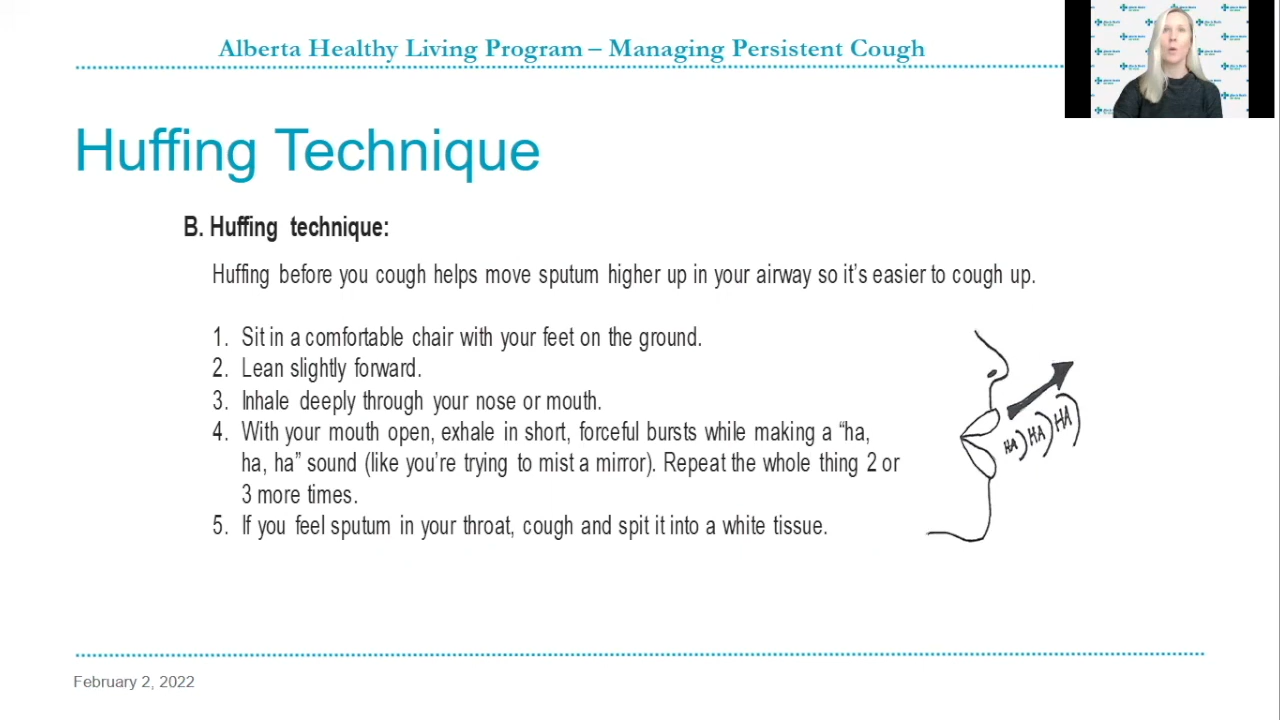 Alberta Healthy Living Program – Managing Persistent Cough
Huffing Technique
B. Huffing technique:
Huffing before you cough helps move sputum higher up in your airway so it's easier to cough up.
1. Sit in a comfortable chair with your feet on the ground.
2. Lean slightly forward.
3. Inhale deeply through your nose or mouth.
4. With your mouth open, exhale in short, forceful bursts while making a “ha,
ha, ha” sound (like you're trying to mist a mirror). Repeat the whole thing 2 or
3 more times.
5. If you feel sputum in your throat, cough and spit it into a white tissue.
HA HA HA
February 2, 2022